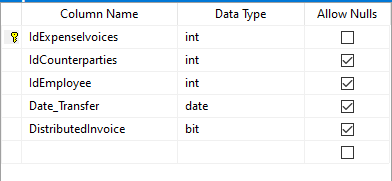 Column Name Data Type Allow Nulls
IdExpenseIvoices int
IdCounterparties int
IdEmployee int
Date_Transfer date
DistributedInvoice bit